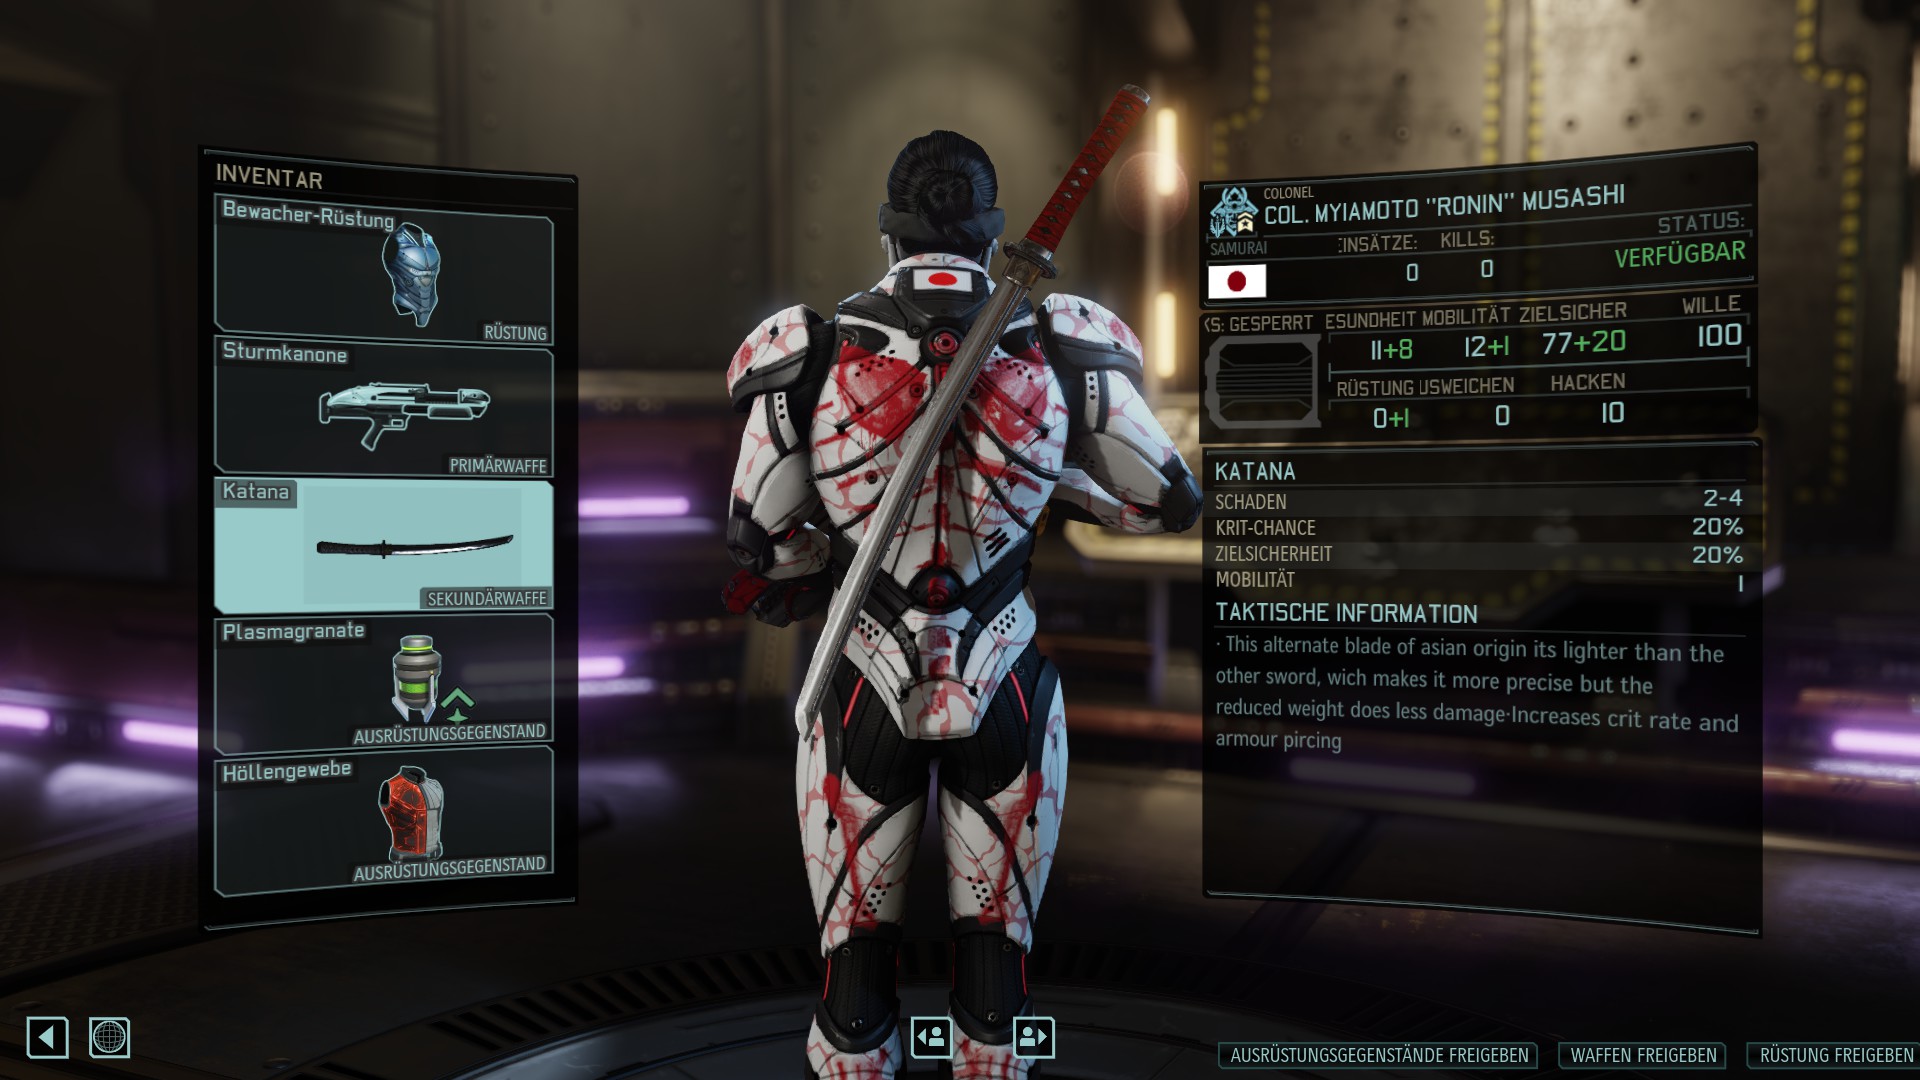 INVENTAR
Bewacher-Rüstung
RÜSTUNG
Sturmkanone
PRIMÄRWAFFE
Katana
SEKUNDÄRWAFFE
Plasmagranate
AUSRÜSTUNGSGEGENSTAND
Höllengewebe
AUSRÜSTUNGSGEGENSTAND
COLONEL
COL. MYIAMOTO "RONIN" MUSASHI
SAMURAI
EINSÄTZE: KILLS: STATUS:
0 0 VERFÜGBAR
KS: GESPERRT ESUNDHEIT MOBILITÄT ZIELSICHER WILLE
11+8 12+1 77+20 100
RÜSTUNG USWEICHEN HACKEN
0+1 0 10
KATANA
SCHADEN 2-4
KRIT-CHANCE 20%
ZIELSICHERHEIT 20%
MOBILITÄT 1
TAKTISCHE INFORMATION
· This alternate blade of asian origin its lighter than the
other sword, wich makes it more precise but the
reduced weight does less damage·Increases crit rate and
armour pircing
AUSRÜSTUNGSGEGENSTÄNDE FREIGEBEN WAFFEN FREIGEBEN RÜSTUNG FREIGEBEN